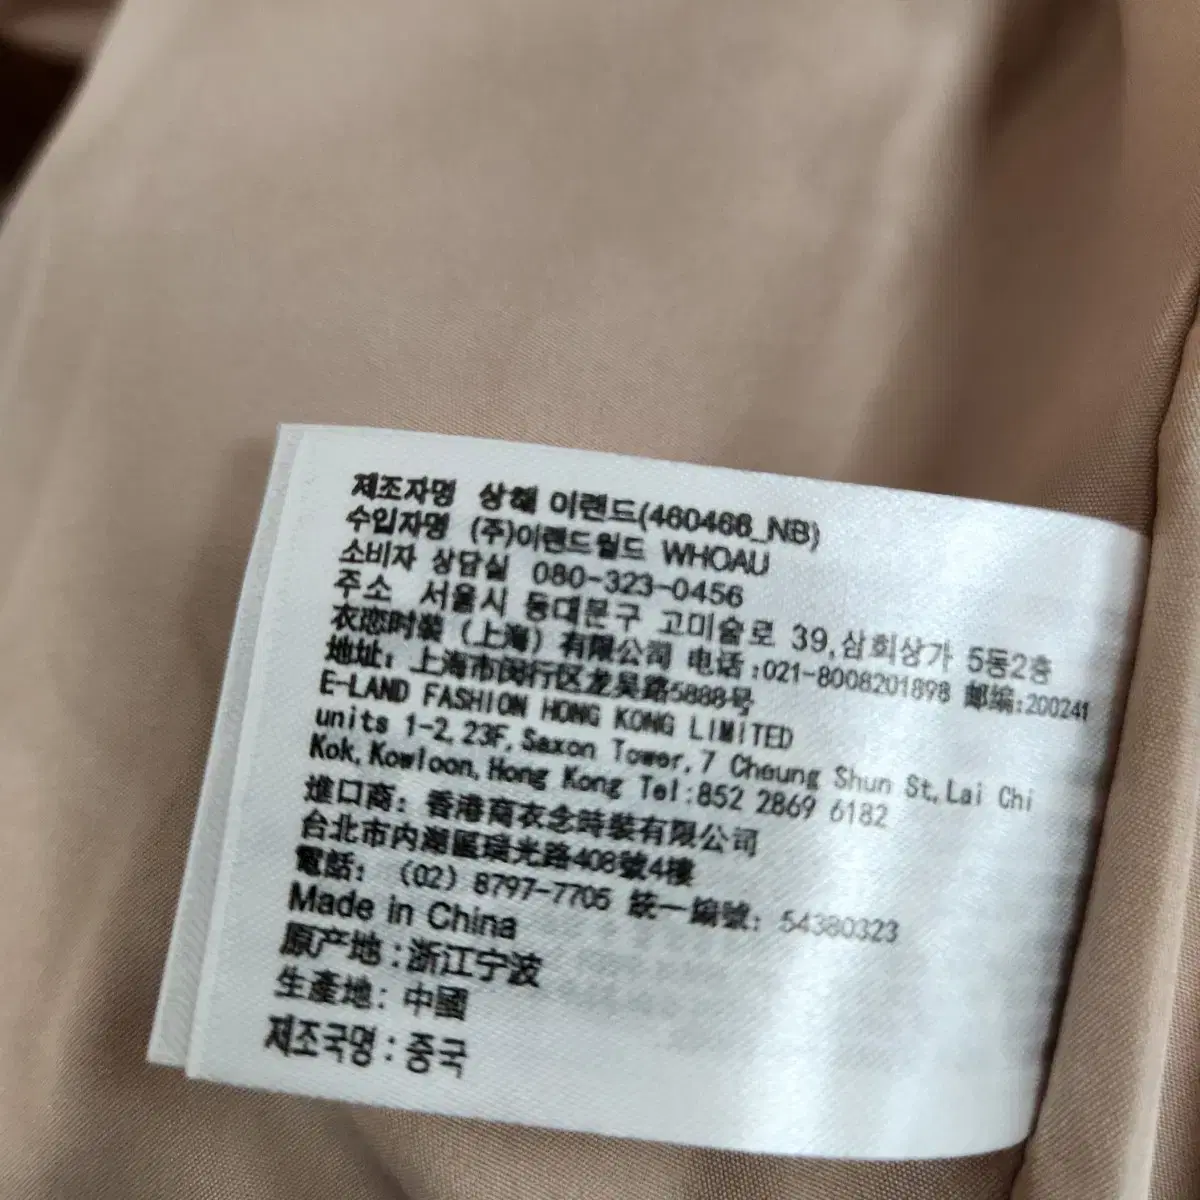 제조자명 상해 이랜드(460466_NB)
수입자명 (주)이랜드월드 WHOAU
소비자 상담실 080-323-0456
주소 서울시 동대문구 고미술로 39,삼희상가 5동2층
衣恋时装（上海）有限公司 电话:021-8008201898 邮编:200241
地址：上海市闵行区龙吴路5888号
E-LAND FASHION HONG KONG LIMITED
units 1-2,23F,Saxon Tower,7 Cheung Shun St,Lai Chi
Kok,Kowloon,Hong Kong Tel:852 2869 6182
進口商：香港商衣念時裝有限公司
台北市内湖區瑞光路408號4樓
電話：（02）8797-7705 統一編號：54380323
Made in China
原产地:浙江宁波
生產地:中國
제조국명:중국